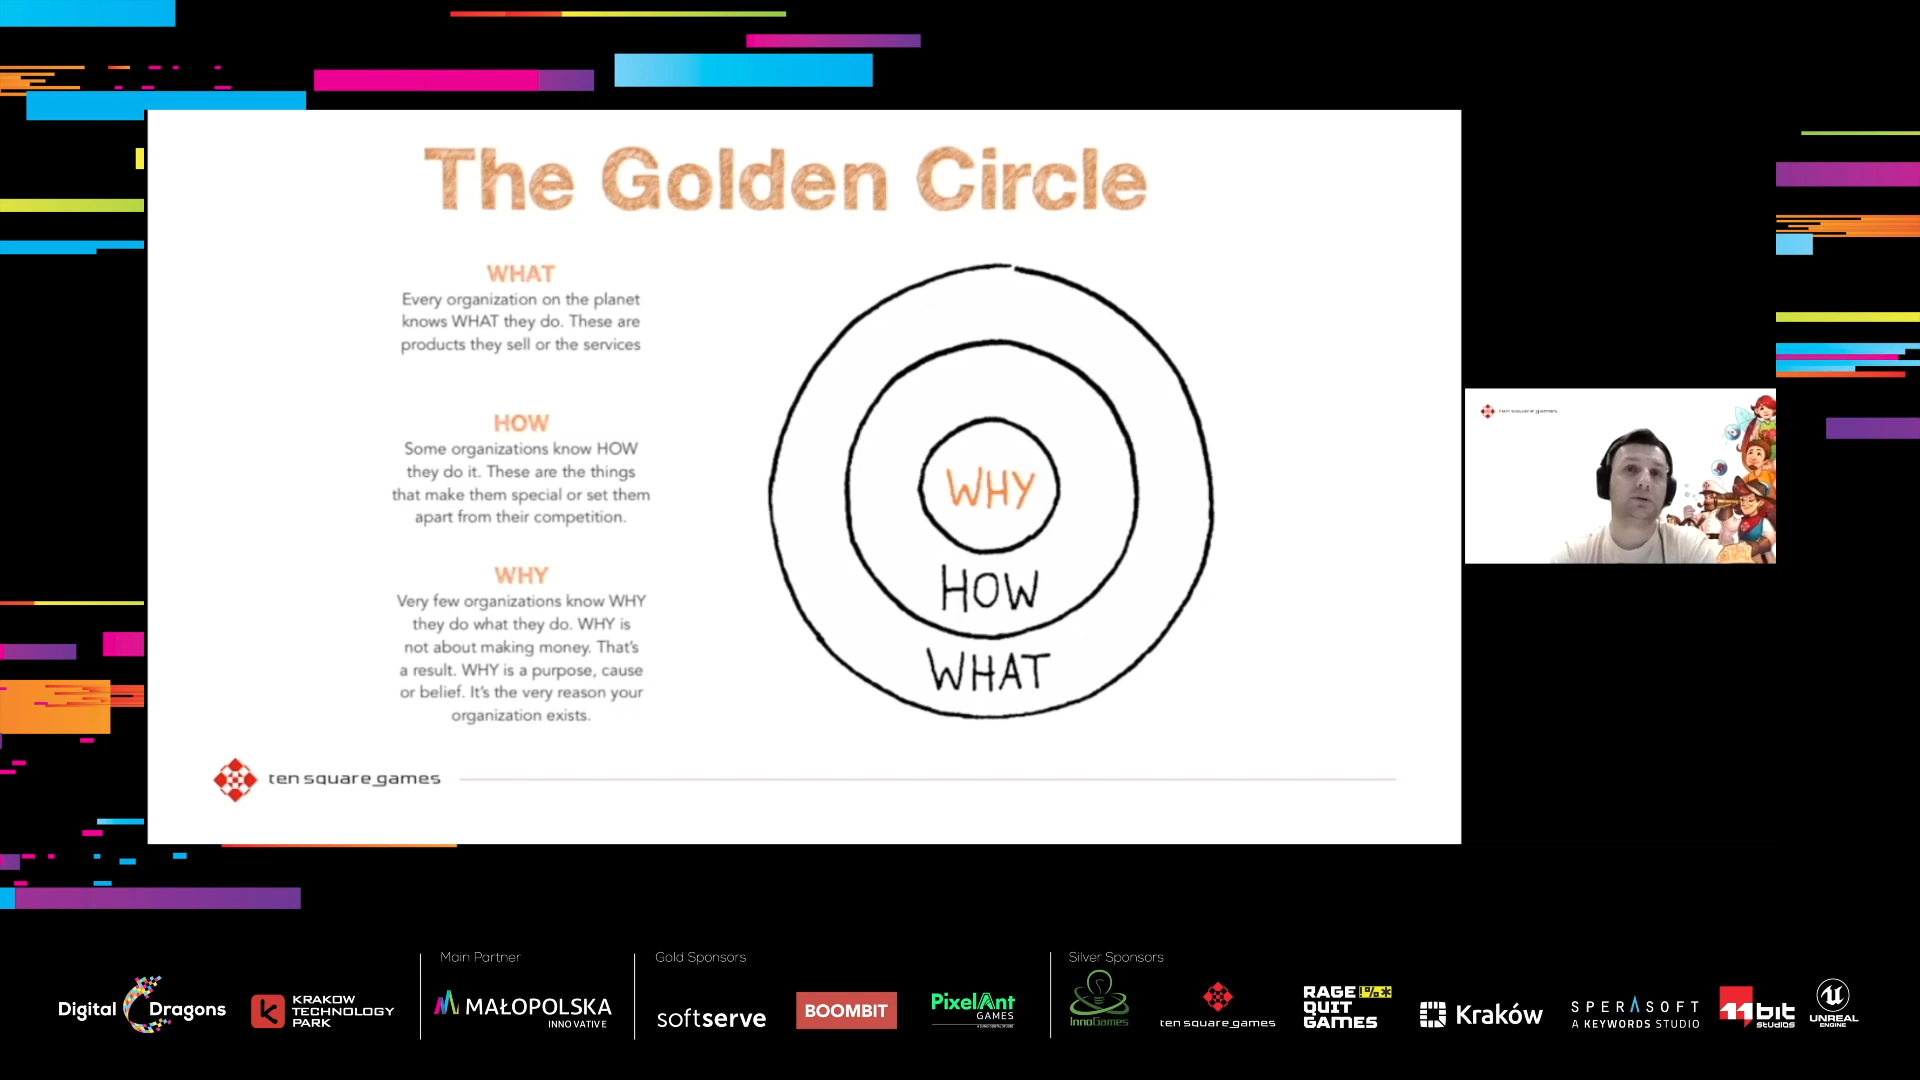 The Golden Circle
WHAT
Every organization on the planet
knows WHAT they do. These are
products they sell or the services
HOW
Some organizations know HOW
they do it. These are the things
that make them special or set them
apart from their competition.
WHY
Very few organizations know WHY
they do what they do. WHY is
not about making money. That's
a result. WHY is a purpose, cause
or belief. It's the very reason your
organization exists.
WHY
HOW
WHAT
ten square games
ten square games
Main Partner
Gold Sponsors
Silver Sponsors
Digital Dragons
KRAKOW
TECHNOLOGY
PARK
MAŁOPOLSKA
INNOVATIVE
softserve
BOOMBIT
PixelAnt
GAMES
InnoGames
ten square games
RAGE !%*
QUIT
GAMES
Kraków
SPERASOFT
A KEYWORDS STUDIO
11bit
STUDIOS
UNREAL
ENGINE